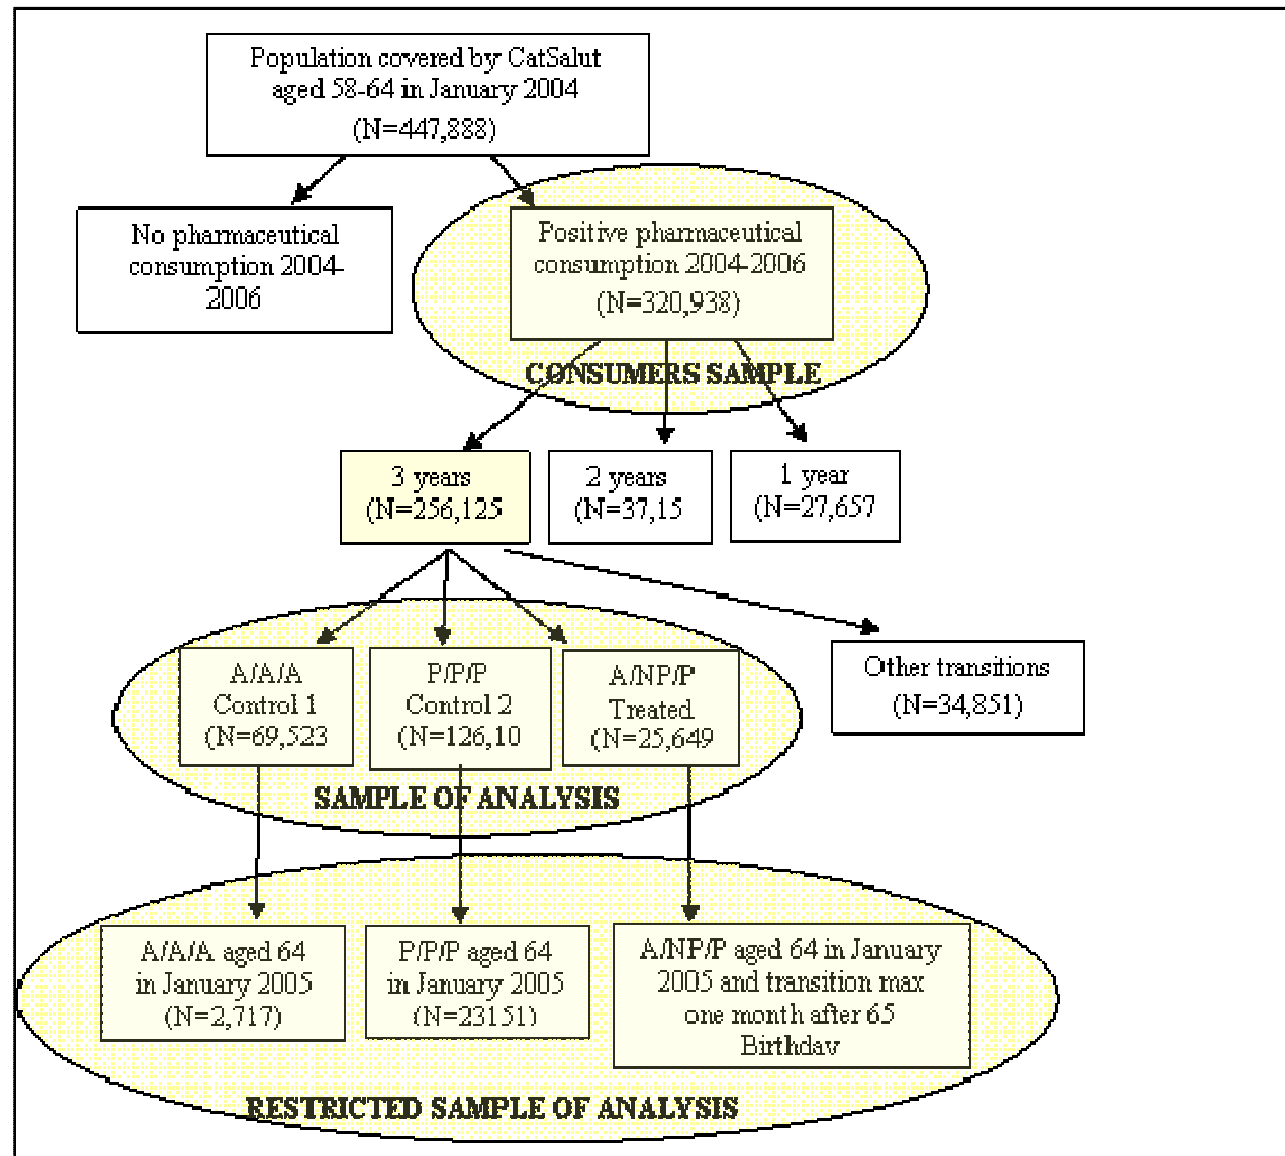 Population covered by CatSalut
aged 58-64 in January 2004
(N=447,888)
No pharmaceutical
consumption 2004-
2006
Positive pharmaceutical
consumption 2004-2006
(N=320,938)
CONSUMERS SAMPLE
3 years
(N=256,125
2 years
(N=37,15
1 year
(N=27,657
A/A/A
Control 1
(N=69,523
P/P/P
Control 2
(N=126,10
A/NP/P
Treated
(N=25,649
Other transitions
(N=34,851)
SAMPLE OF ANALYSIS
A/A/A aged 64
in January 2005
(N=2,717)
P/P/P aged 64
in January 2005
(N=23151)
A/NP/P aged 64 in January
2005 and transition max
one month after 65
Birthday
RESTRICTED SAMPLE OF ANALYSIS